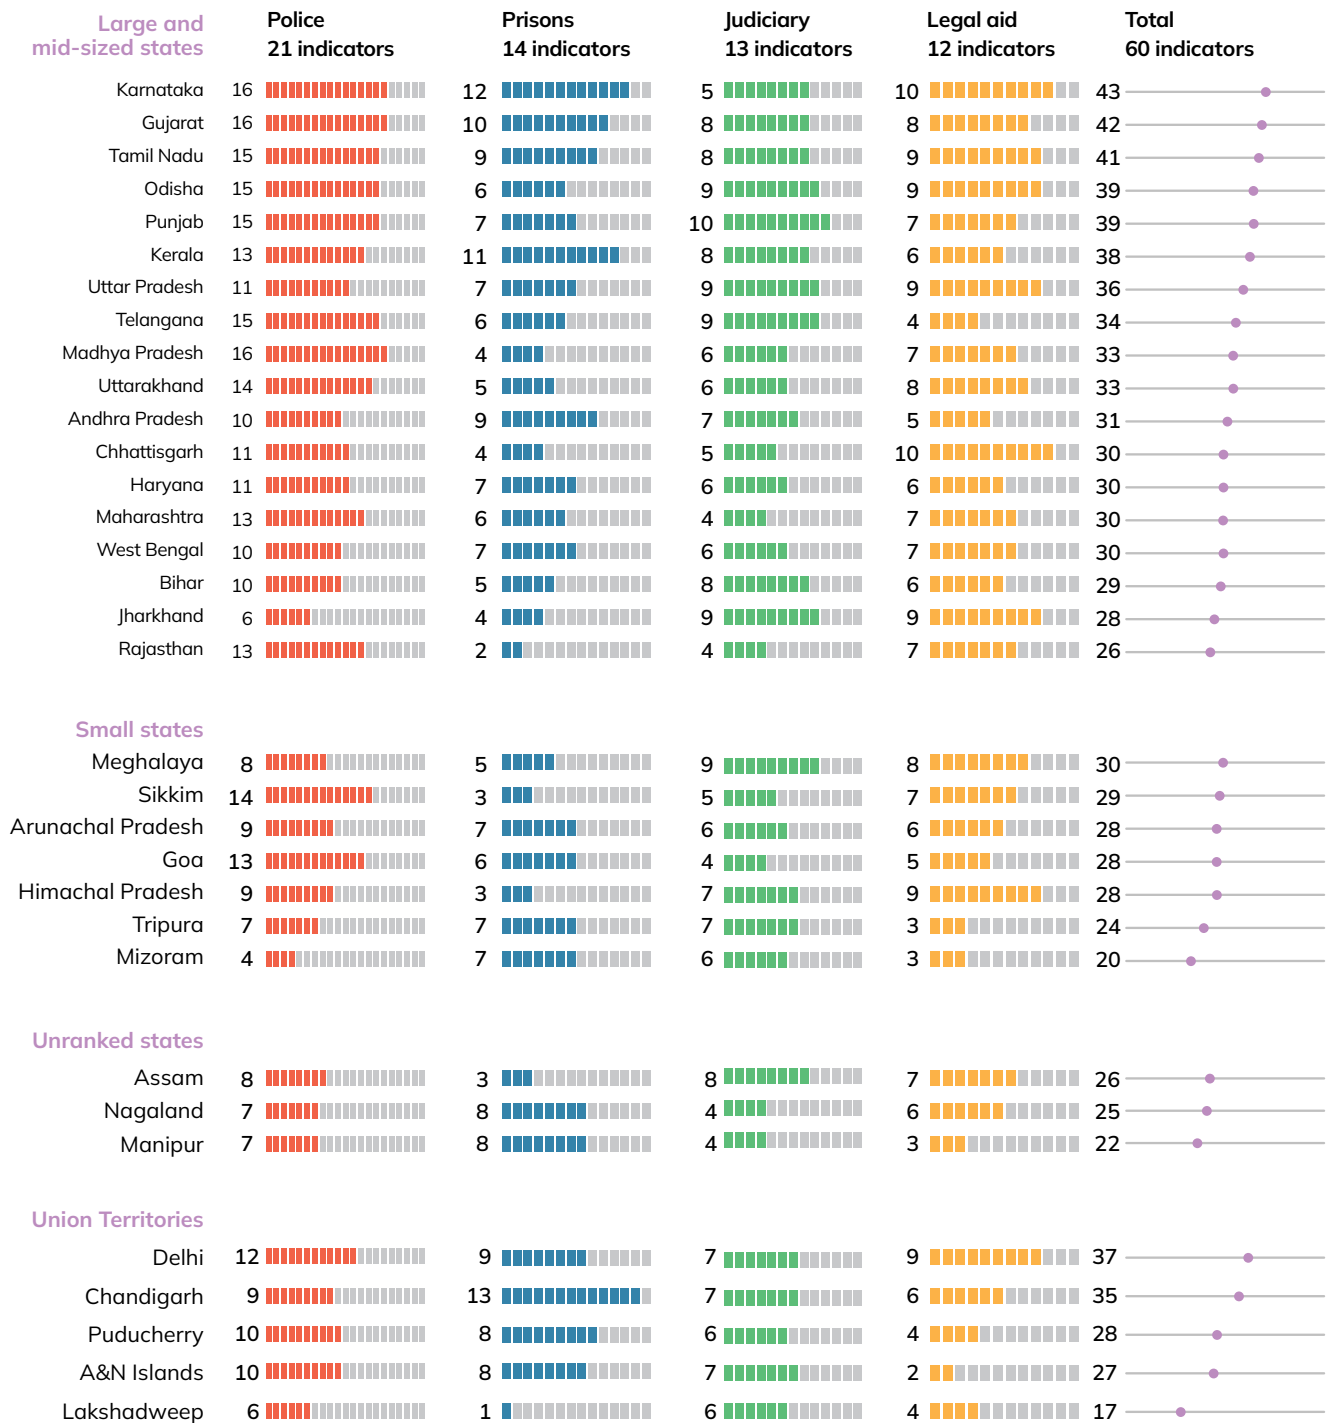 Large and
mid-sized states
Police
21 indicators
Prisons
14 indicators
Judiciary
13 indicators
Legal aid
12 indicators
Total
60 indicators
Karnataka 16 12 5 10 43
Gujarat 16 10 8 8 42
Tamil Nadu 15 9 8 9 41
Odisha 15 6 9 9 39
Punjab 15 7 10 7 39
Kerala 13 11 8 6 38
Uttar Pradesh 11 7 9 9 36
Telangana 15 6 9 4 34
Madhya Pradesh 16 4 6 7 33
Uttarakhand 14 5 6 8 33
Andhra Pradesh 10 9 7 5 31
Chhattisgarh 11 4 5 10 30
Haryana 11 7 6 6 30
Maharashtra 13 6 4 7 30
West Bengal 10 7 6 7 30
Bihar 10 5 8 6 29
Jharkhand 6 4 9 9 28
Rajasthan 13 2 4 7 26
Small states
Meghalaya 8 5 9 8 30
Sikkim 14 3 5 7 29
Arunachal Pradesh 9 7 6 6 28
Goa 13 6 4 5 28
Himachal Pradesh 9 3 7 9 28
Tripura 7 7 7 3 24
Mizoram 4 7 6 3 20
Unranked states
Assam 8 3 8 7 26
Nagaland 7 8 4 6 25
Manipur 7 8 4 3 22
Union Territories
Delhi 12 9 7 9 37
Chandigarh 9 13 7 6 35
Puducherry 10 8 6 4 28
A&N Islands 10 8 7 2 27
Lakshadweep 6 1 6 4 17